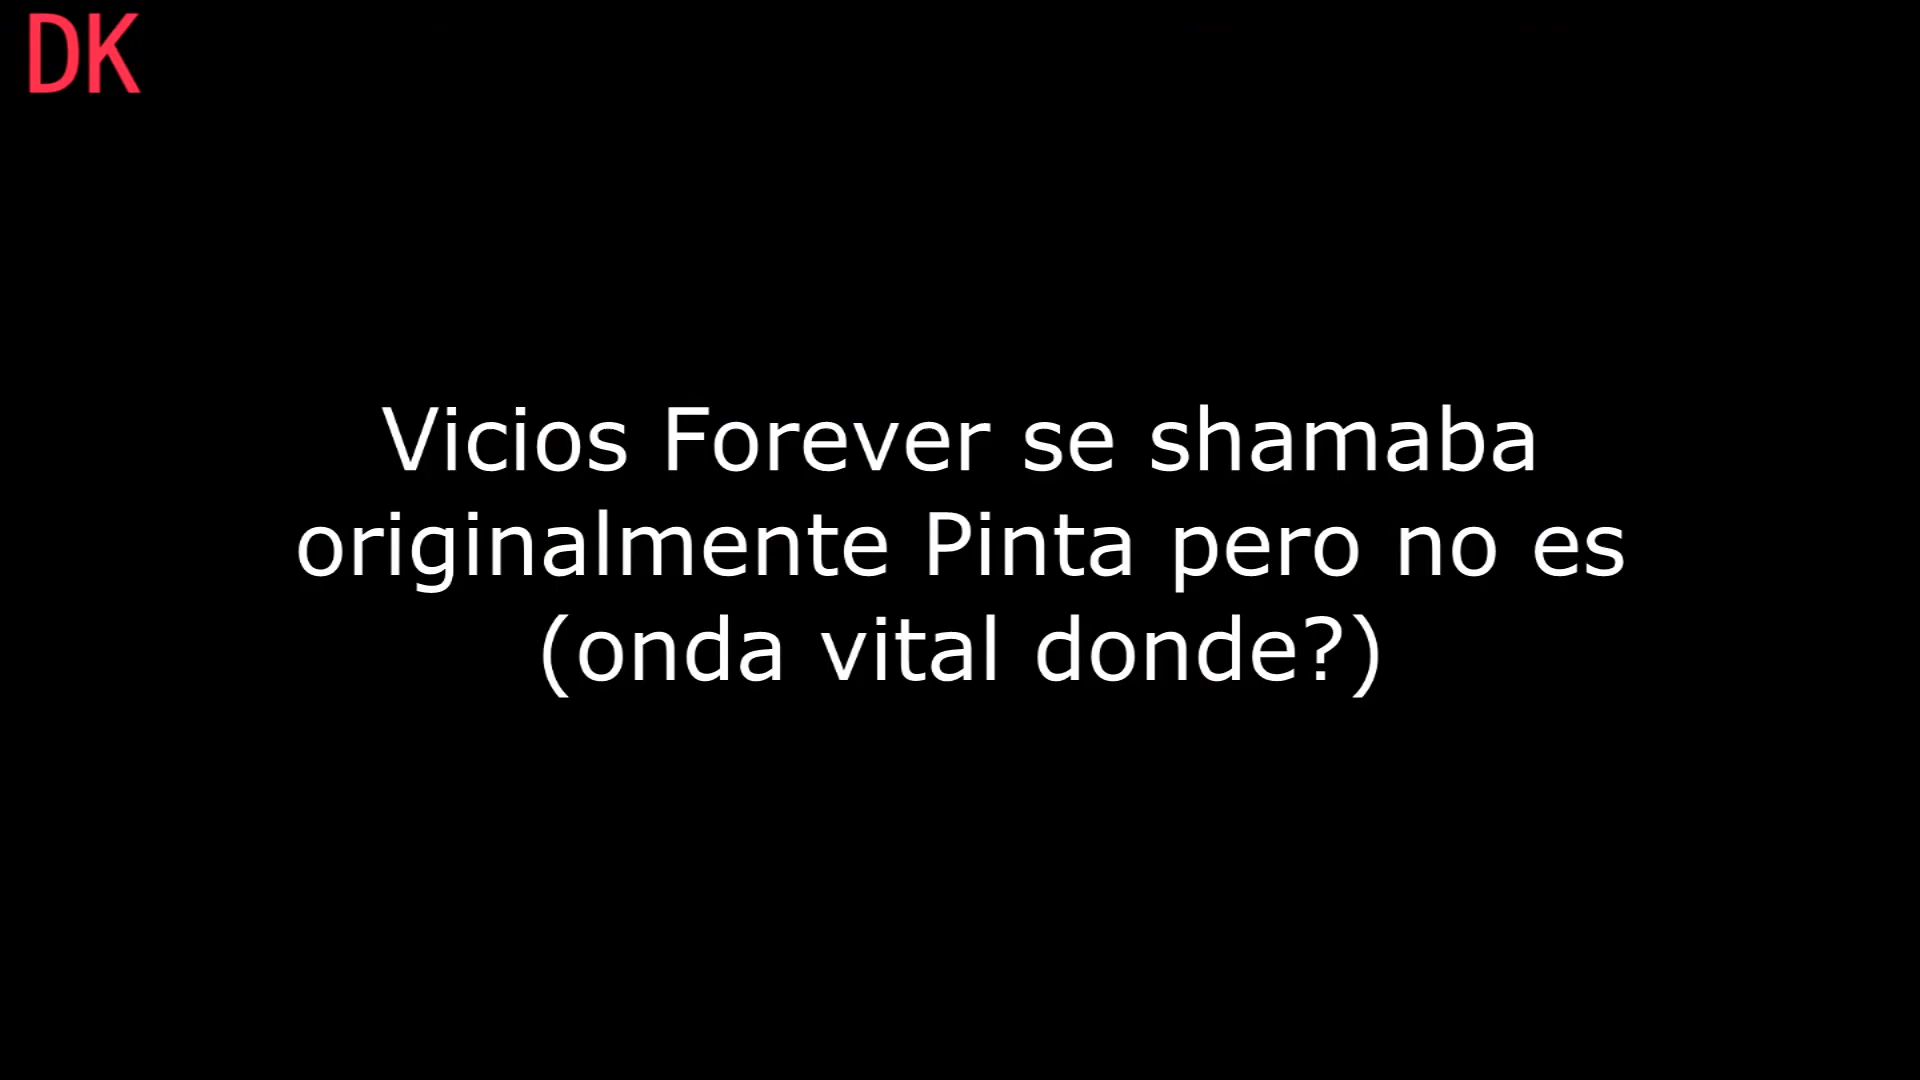 DK
Vicios Forever se shamaba
originalmente Pinta pero no es
(onda vital donde?)